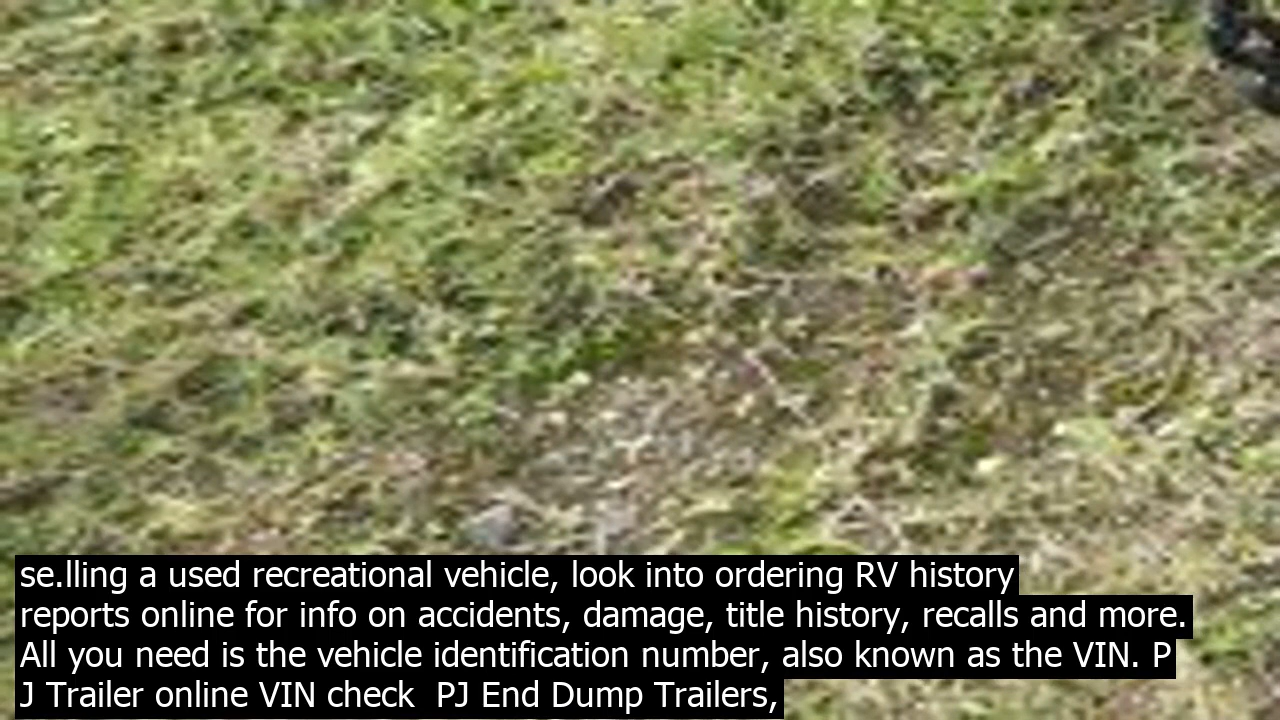 se.lling a used recreational vehicle, look into ordering RV history
reports online for info on accidents, damage, title history, recalls and more.
All you need is the vehicle identification number, also known as the VIN. P
J Trailer online VIN check  PJ End Dump Trailers,